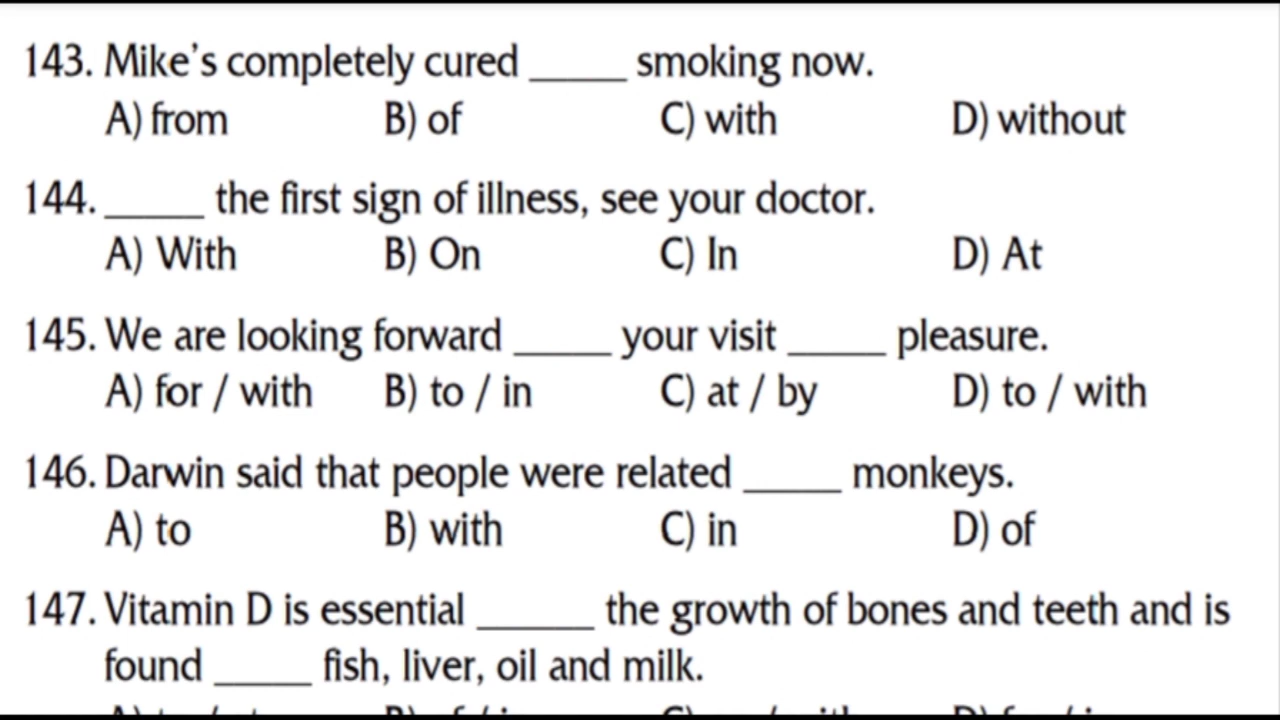 143. Mike's completely cured _____ smoking now.
A) from B) of C) with D) without
144. _____ the first sign of illness, see your doctor.
A) With B) On C) In D) At
145. We are looking forward _____ your visit _____ pleasure.
A) for / with B) to / in C) at / by D) to / with
146. Darwin said that people were related _____ monkeys.
A) to B) with C) in D) of
147. Vitamin D is essential ______ the growth of bones and teeth and is
found _____ fish, liver, oil and milk.